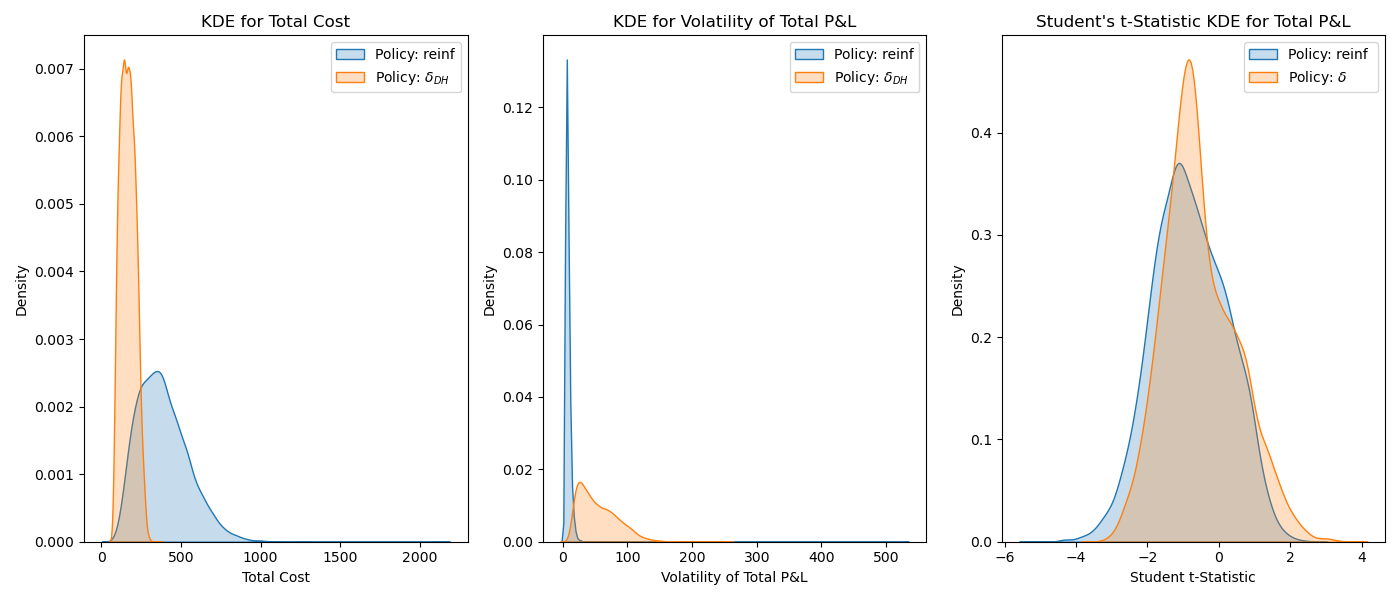 KDE for Total Cost
Policy: reinf
Policy: δ_DH
0.007
0.006
0.005
0.004
0.003
0.002
0.001
0.000
Density
0
500
1000
1500
2000
Total Cost
KDE for Volatility of Total P&L
Policy: reinf
Policy: δ_DH
0.12
0.10
0.08
0.06
0.04
0.02
0.00
Density
0
100
200
300
400
500
Volatility of Total P&L
Student's t-Statistic KDE for Total P&L
Policy: reinf
Policy: δ
0.4
0.3
0.2
0.1
0.0
Density
−6
−4
−2
0
2
4
Student t-Statistic